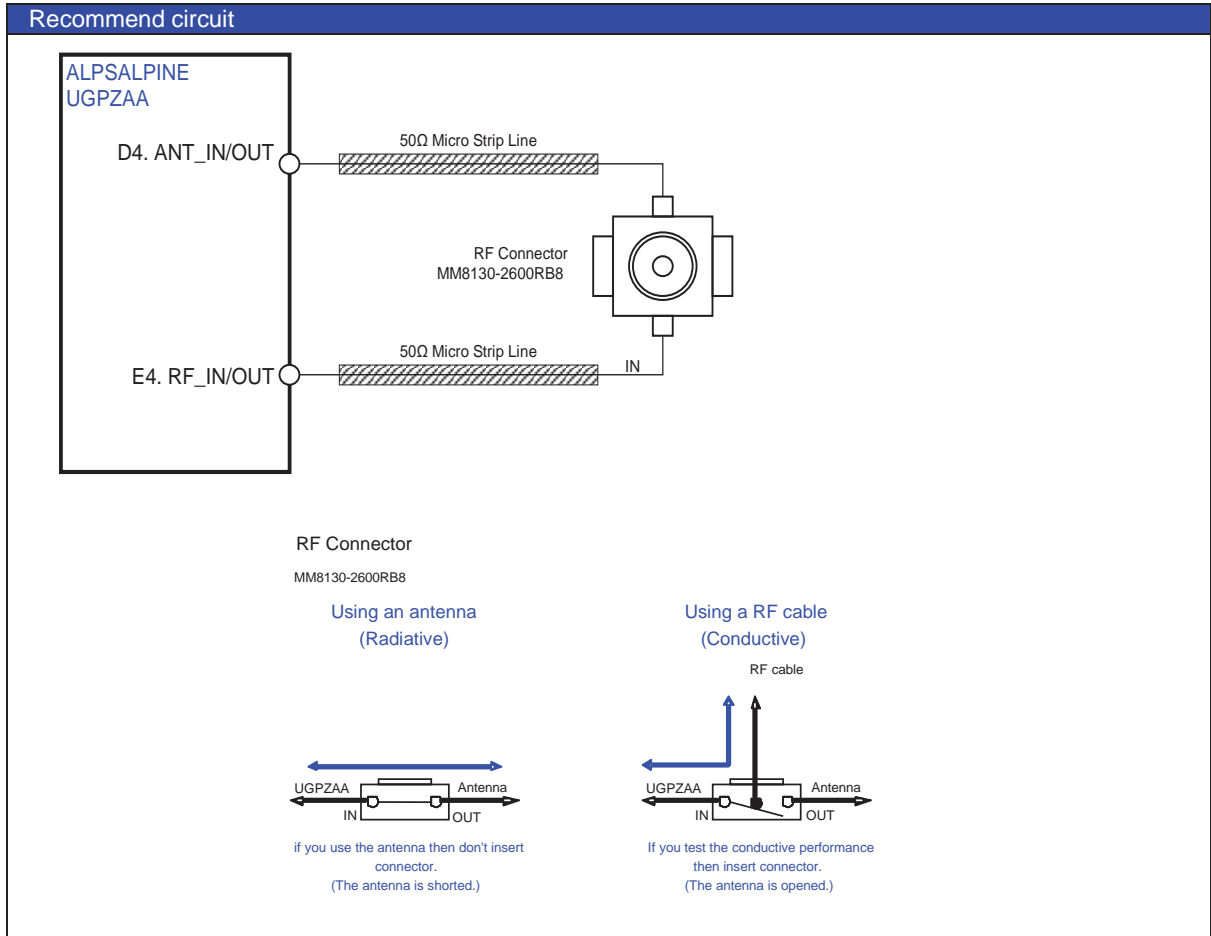 Recommend circuit
ALPSALPINE
UGPZAA
D4. ANT_IN/OUT
50Ω Micro Strip Line
RF Connector
MM8130-2600RB8
50Ω Micro Strip Line
IN
E4. RF_IN/OUT
RF Connector
MM8130-2600RB8
Using an antenna
(Radiative)
UGPZAA
Antenna
IN
OUT
if you use the antenna then don't insert
connector.
(The antenna is shorted.)
Using a RF cable
(Conductive)
RF cable
UGPZAA
Antenna
IN
OUT
If you test the conductive performance
then insert connector.
(The antenna is opened.)